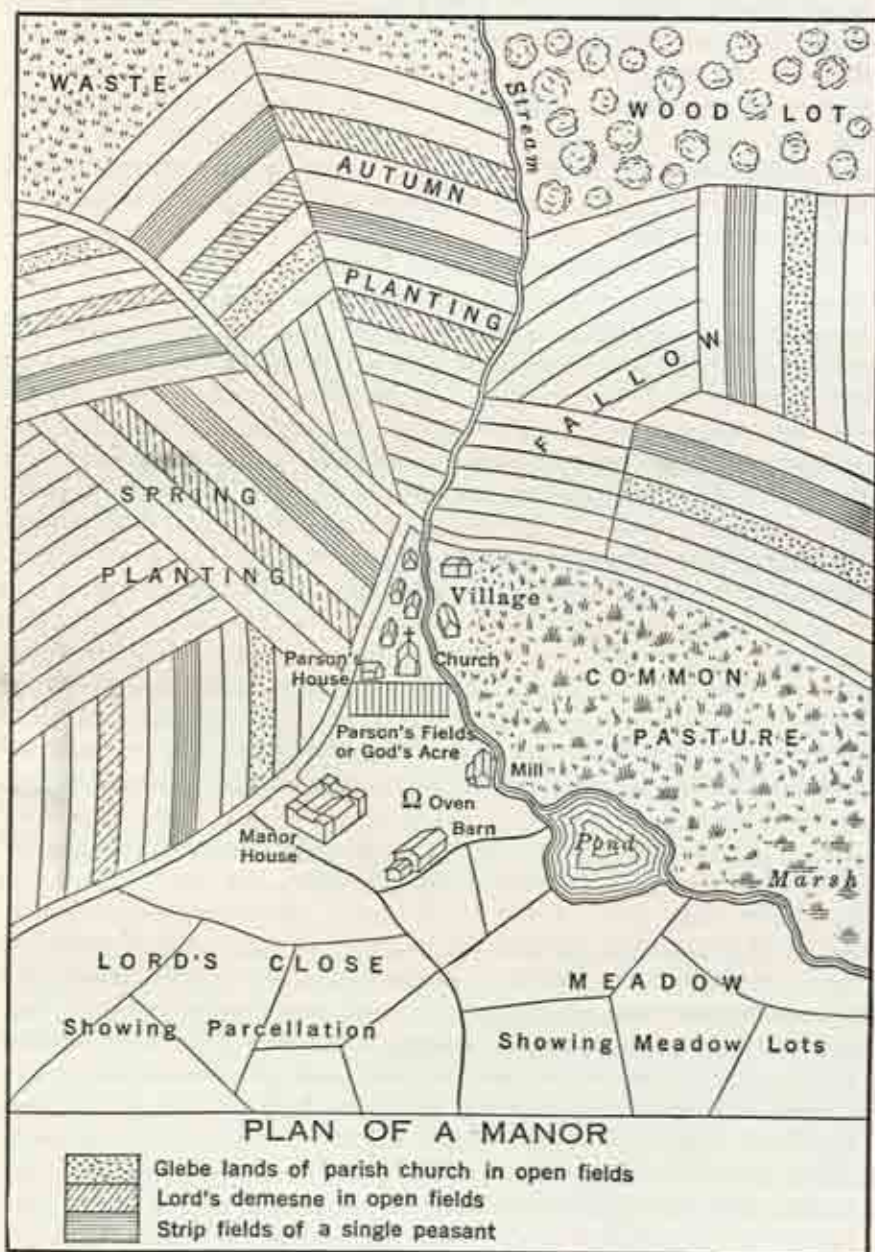 WASTE
Stream
WOOD LOT
AUTUMN
PLANTING
FALLOW
SPRING
PLANTING
Village
Parson's
House
Church
COMMON
PASTURE
Parson's Fields
or God's Acre
Mill
Ω Oven
Manor
House
Barn
Pond
Marsh
LORD'S CLOSE
Showing Parcellation
MEADOW
Showing Meadow Lots
PLAN OF A MANOR
Glebe lands of parish church in open fields
Lord's demesne in open fields
Strip fields of a single peasant